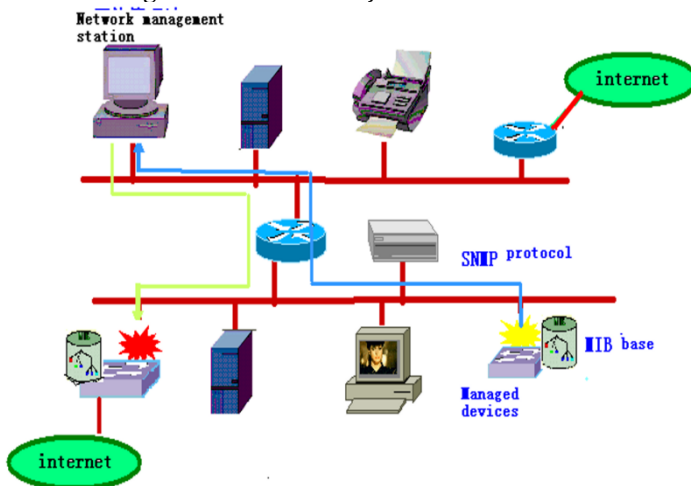 Network management
station
internet
SNMP protocol
MIB base
Managed
devices
internet